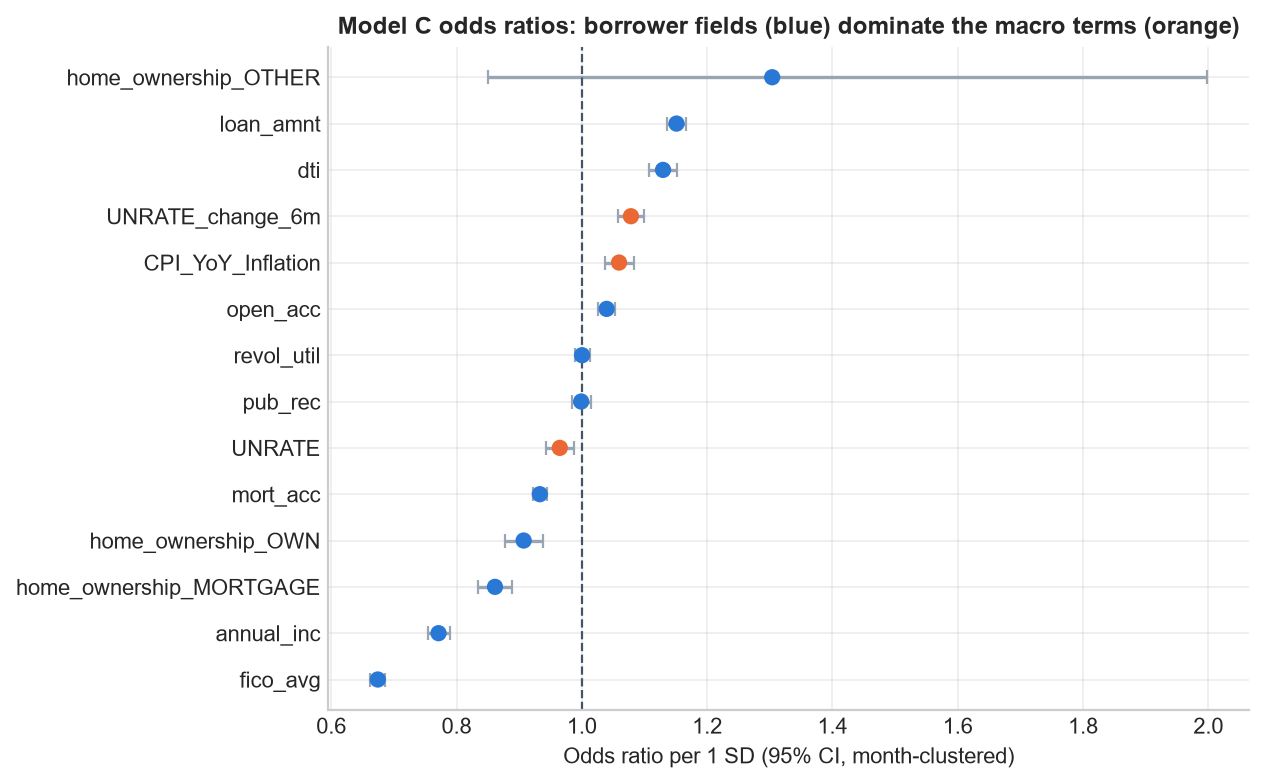 Model C odds ratios: borrower fields (blue) dominate the macro terms (orange)
home_ownership_OTHER
loan_amnt
dti
UNRATE_change_6m
CPI_YoY_Inflation
open_acc
revol_util
pub_rec
UNRATE
mort_acc
home_ownership_OWN
home_ownership_MORTGAGE
annual_inc
fico_avg
0.6 0.8 1.0 1.2 1.4 1.6 1.8 2.0
Odds ratio per 1 SD (95% CI, month-clustered)